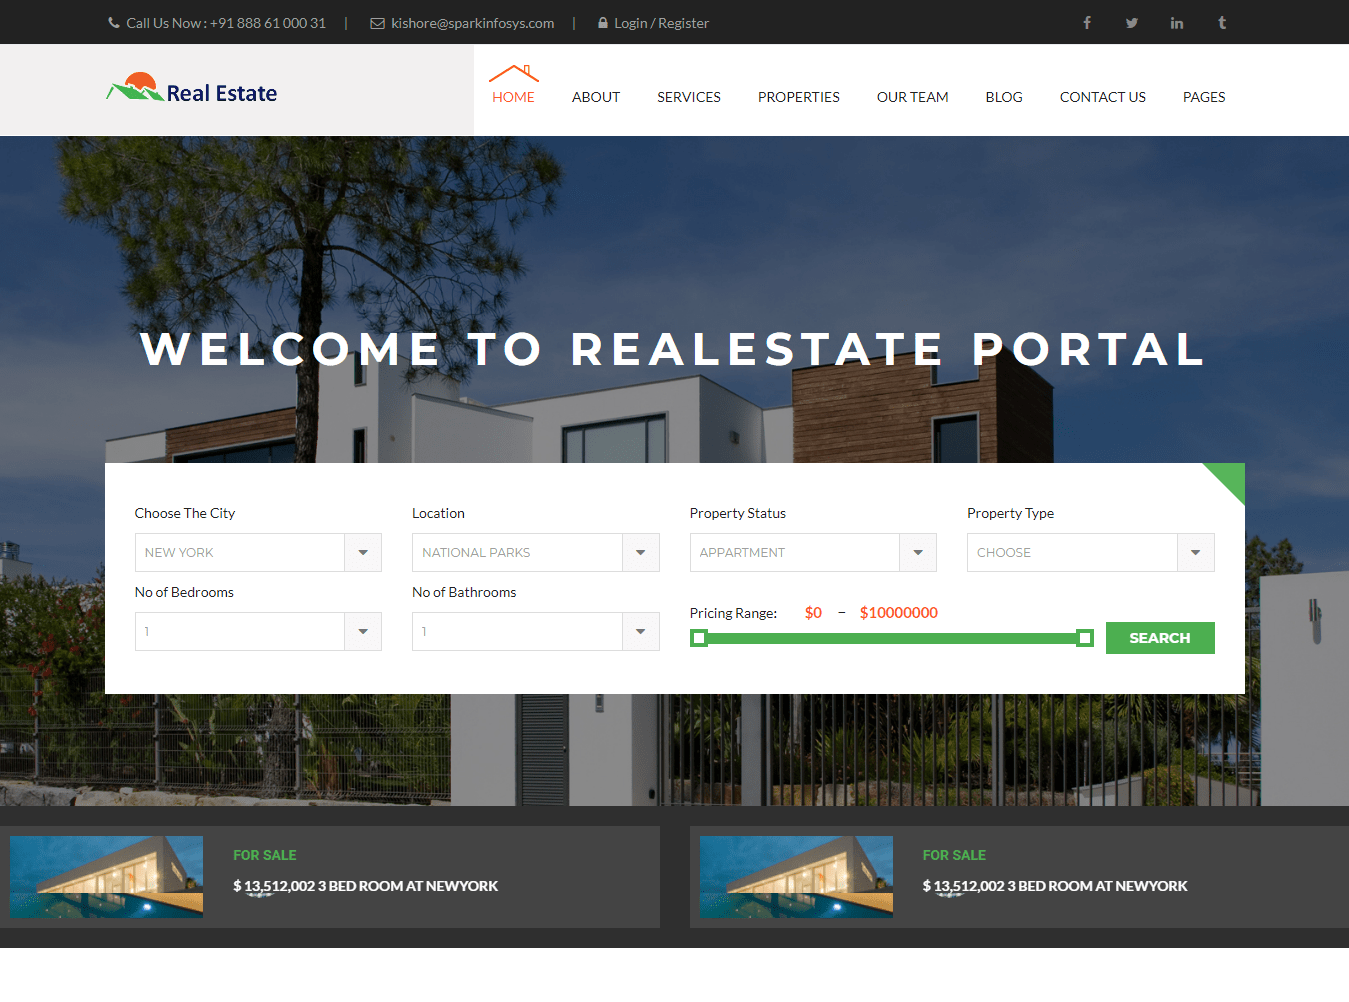 Call Us Now : +91 888 61 000 31 | kishore@sparkinfosys.com | Login / Register
Real Estate
HOME ABOUT SERVICES PROPERTIES OUR TEAM BLOG CONTACT US PAGES
WELCOME TO REALESTATE PORTAL
Choose The City Location Property Status Property Type
NEW YORK NATIONAL PARKS APPARTMENT CHOOSE
No of Bedrooms No of Bathrooms
Pricing Range: $0 – $10000000
1 1
SEARCH
FOR SALE FOR SALE
$ 13,512,002 3 BED ROOM AT NEWYORK $ 13,512,002 3 BED ROOM AT NEWYORK